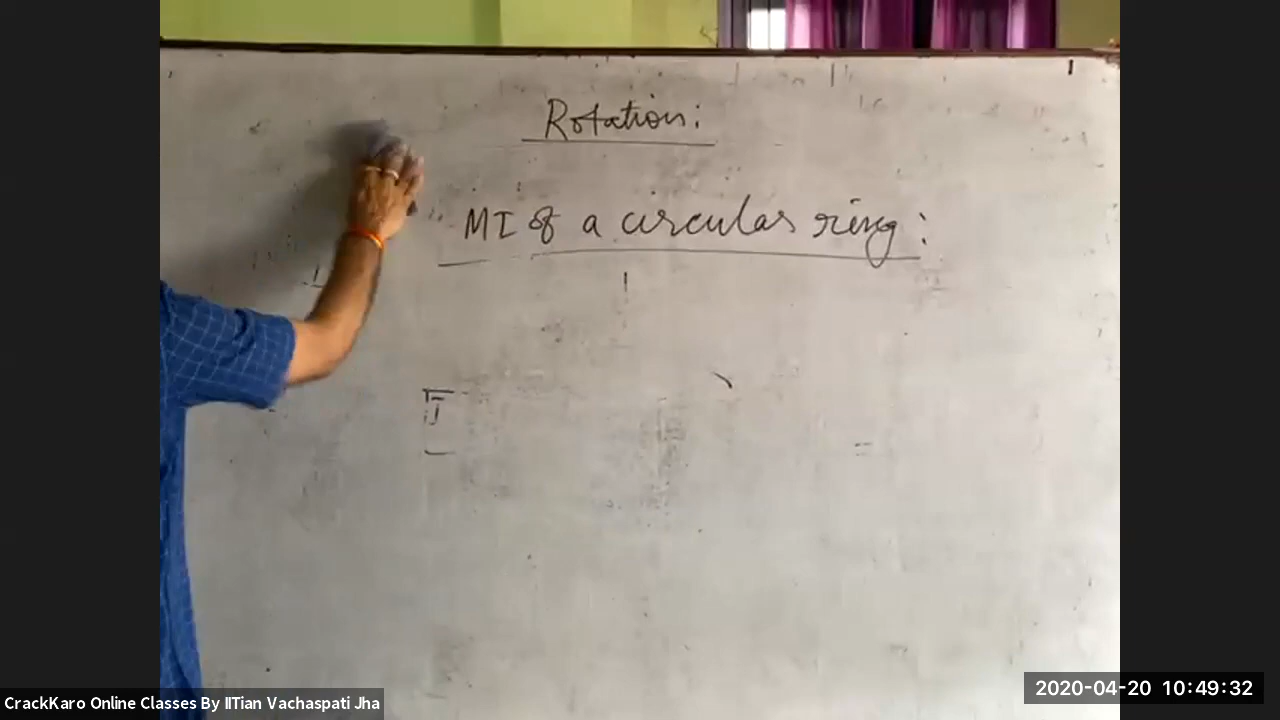 Rotation:
MI of a circular ring:
CrackKaro Online Classes By IITian Vachaspati Jha
2020-04-20 10:49:32